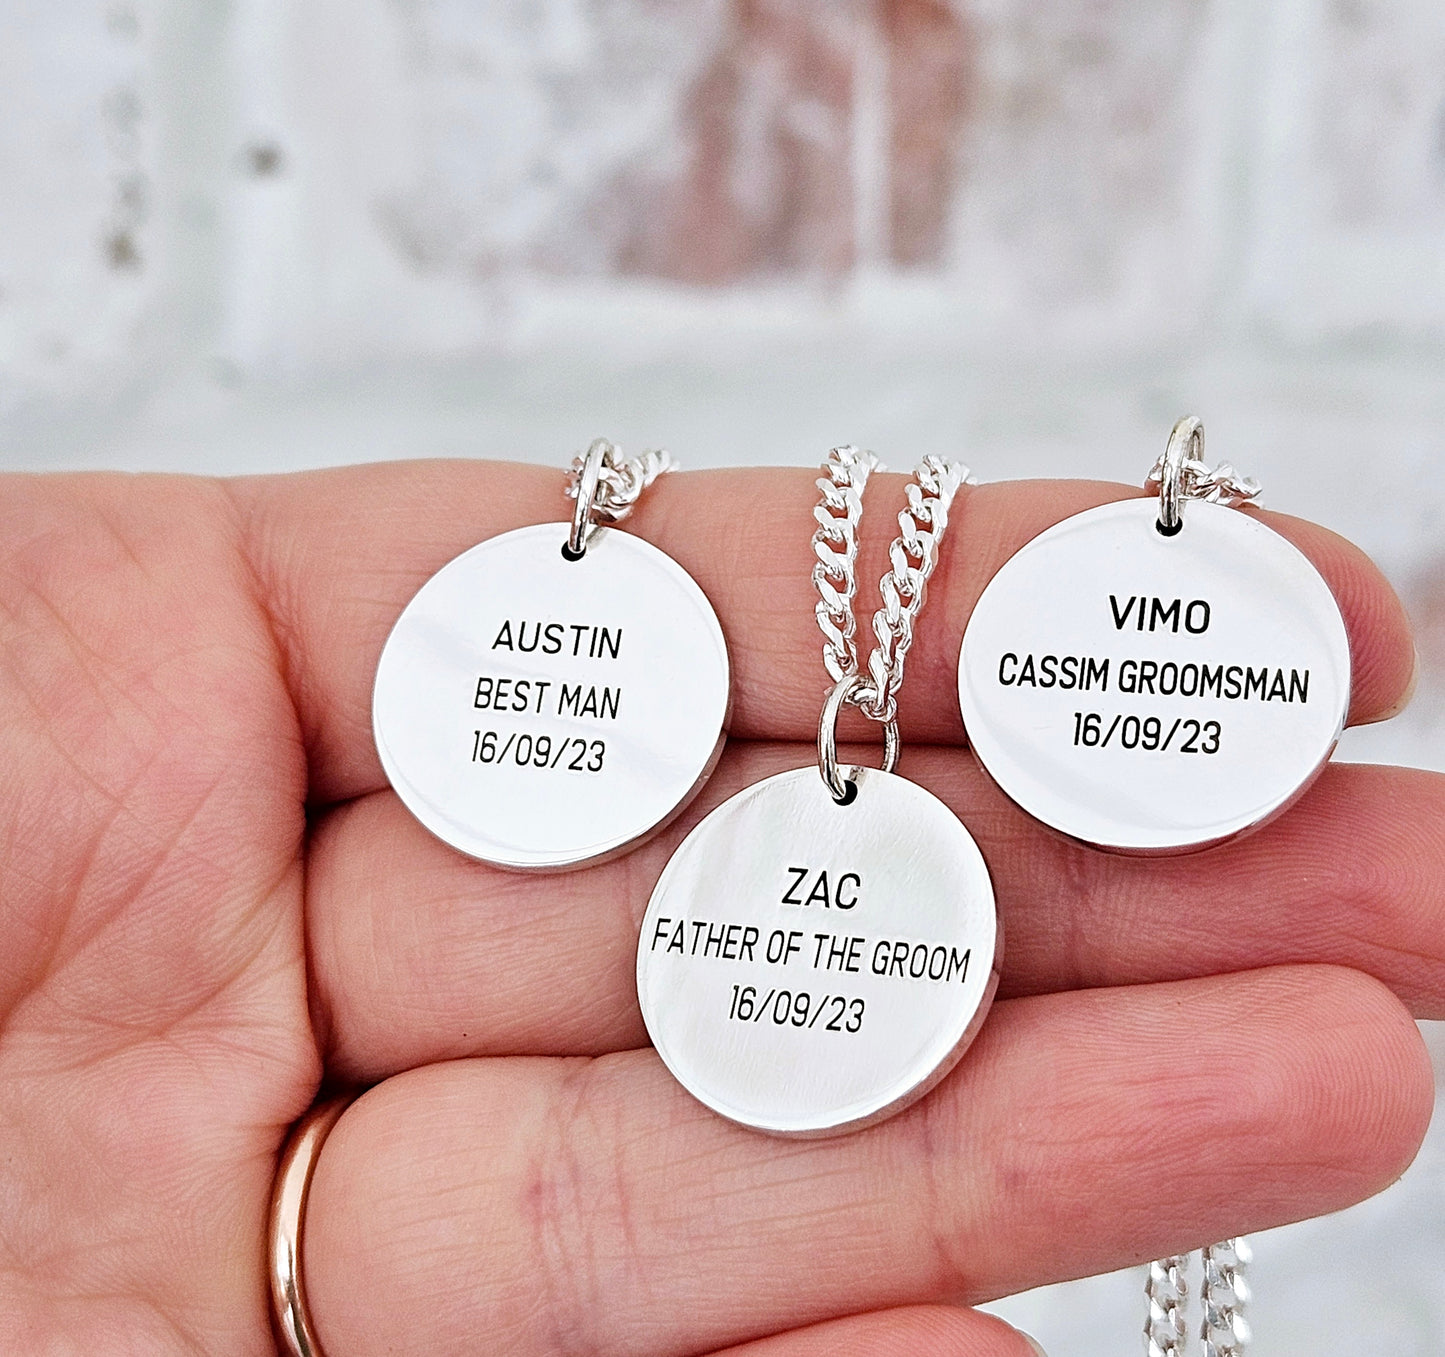 AUSTIN
BEST MAN
16/09/23
ZAC
FATHER OF THE GROOM
16/09/23
VIMO
CASSIM GROOMSMAN
16/09/23